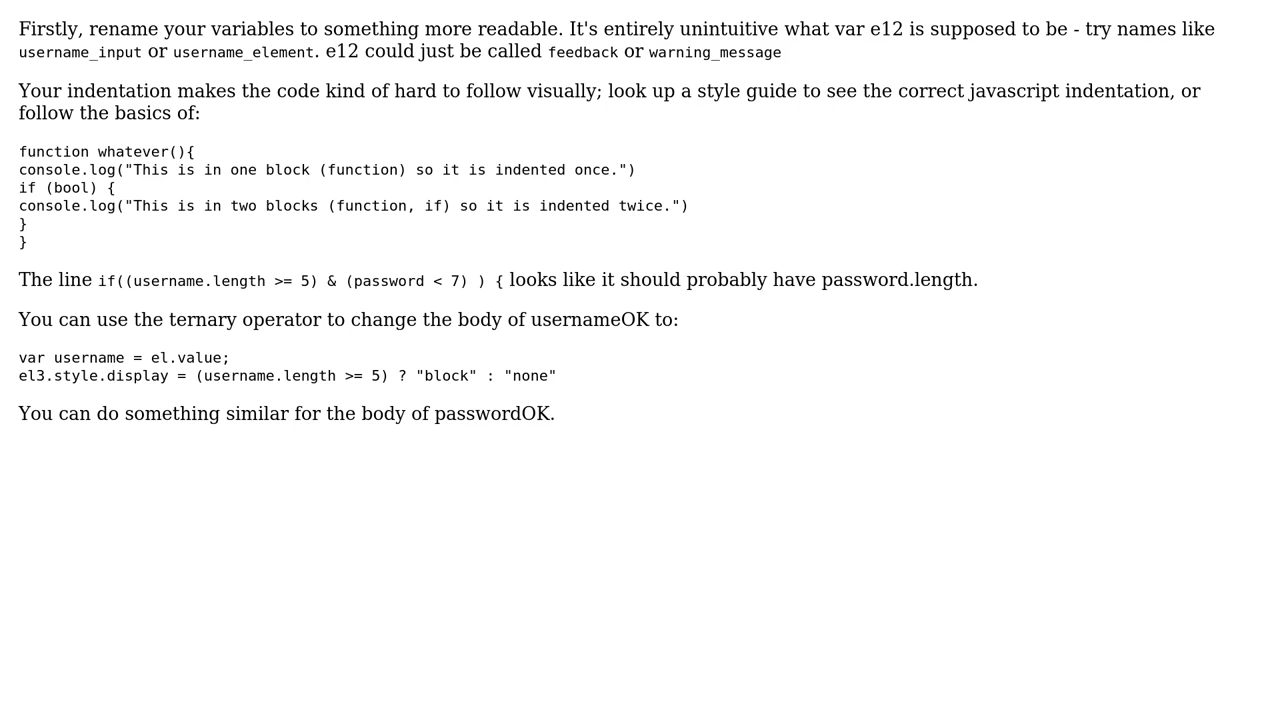 Firstly, rename your variables to something more readable. It's entirely unintuitive what var e12 is supposed to be - try names like
username_input or username_element. e12 could just be called feedback or warning_message
Your indentation makes the code kind of hard to follow visually; look up a style guide to see the correct javascript indentation, or
follow the basics of:
function whatever(){
console.log("This is in one block (function) so it is indented once.")
if (bool) {
console.log("This is in two blocks (function, if) so it is indented twice.")
}
}
The line if((username.length >= 5) & (password < 7) ) { looks like it should probably have password.length.
You can use the ternary operator to change the body of usernameOK to:
var username = el.value;
el3.style.display = (username.length >= 5) ? "block" : "none"
You can do something similar for the body of passwordOK.